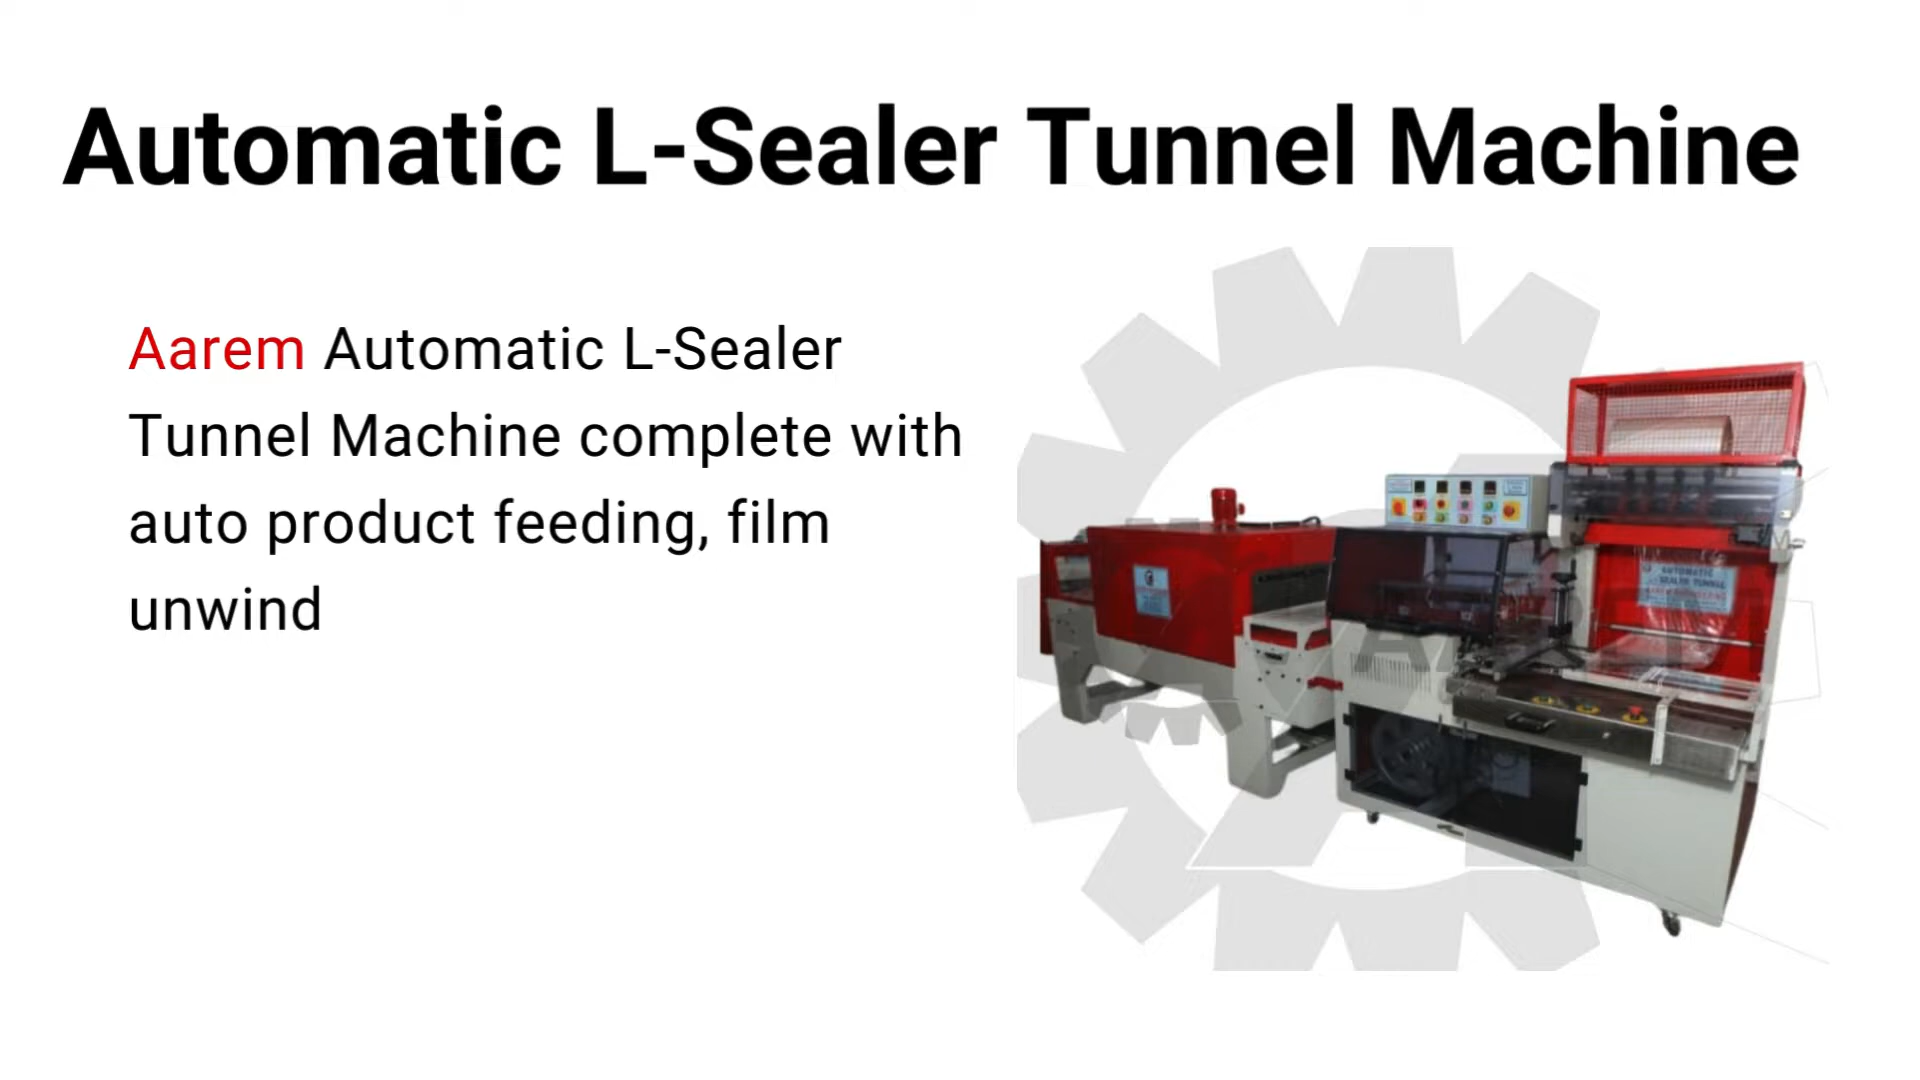 Automatic L-Sealer Tunnel Machine
Aarem Automatic L-Sealer
Tunnel Machine complete with
auto product feeding, film
unwind
AUTOMATIC
SEALER TUNNEL